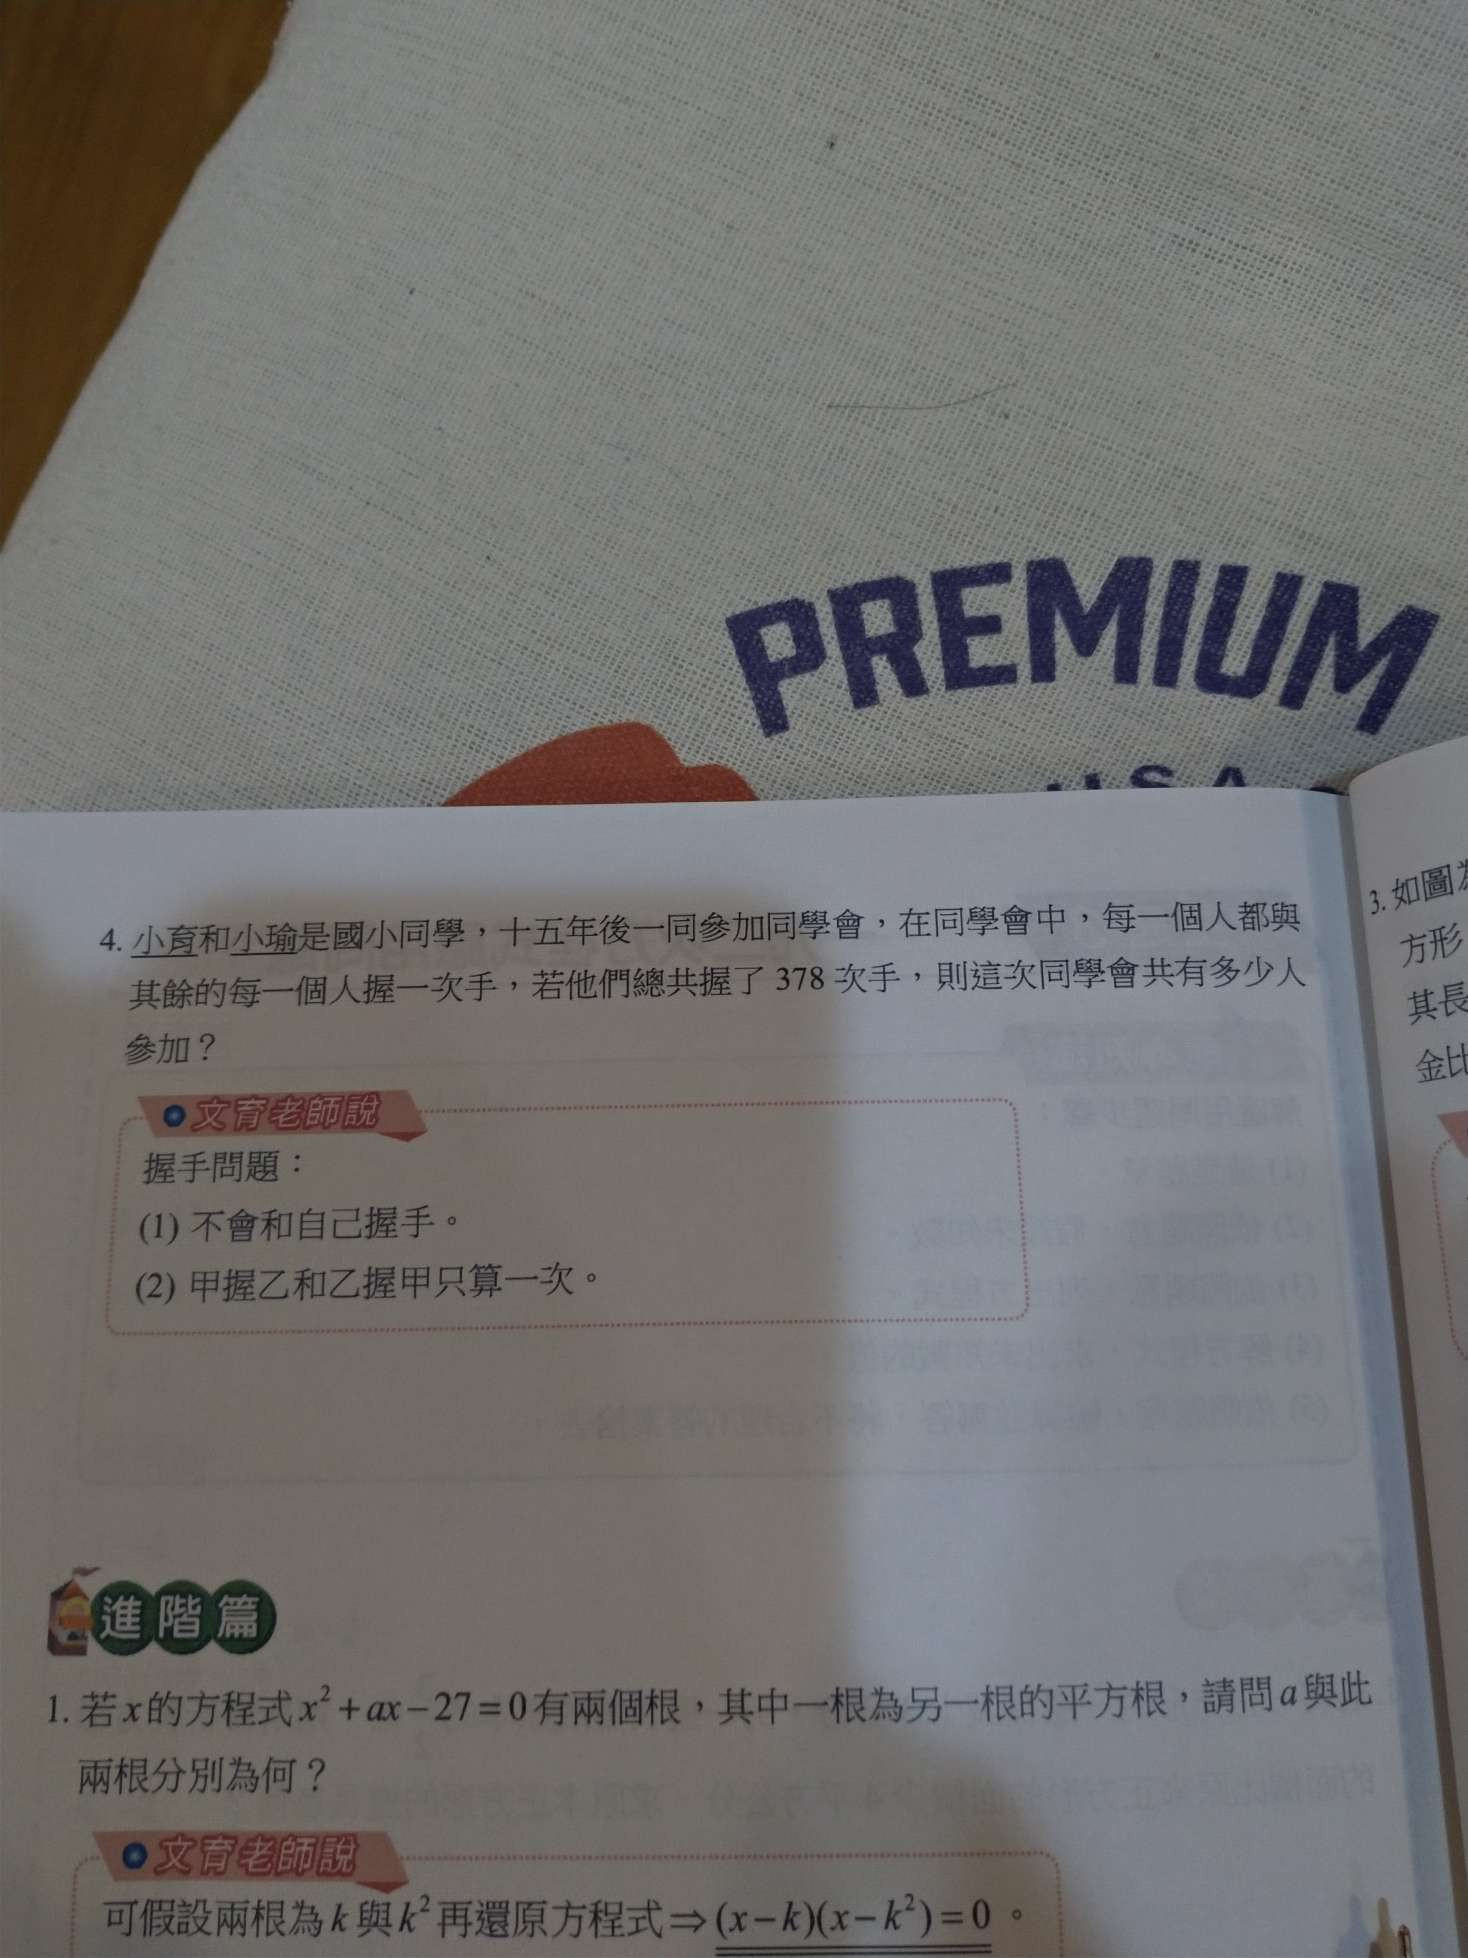 PREMIUM
USA
4. 小育和小瑜是國小同學，十五年後一同參加同學會，在同學會中，每一個人都與
其餘的每一個人握一次手，若他們總共握了 378 次手，則這次同學會共有多少人
參加？
文育老師說
握手問題：
(1) 不會和自己握手。
(2) 甲握乙和乙握甲只算一次。
進階篇
1. 若 x 的方程式 x² + ax − 27 = 0 有兩個根，其中一根為另一根的平方根，請問 a 與此
兩根分別為何？
文育老師說
可假設兩根為 k 與 k² 再還原方程式 ⇒ (x − k)(x − k²) = 0 。
3. 如圖為
方形
其長
金比